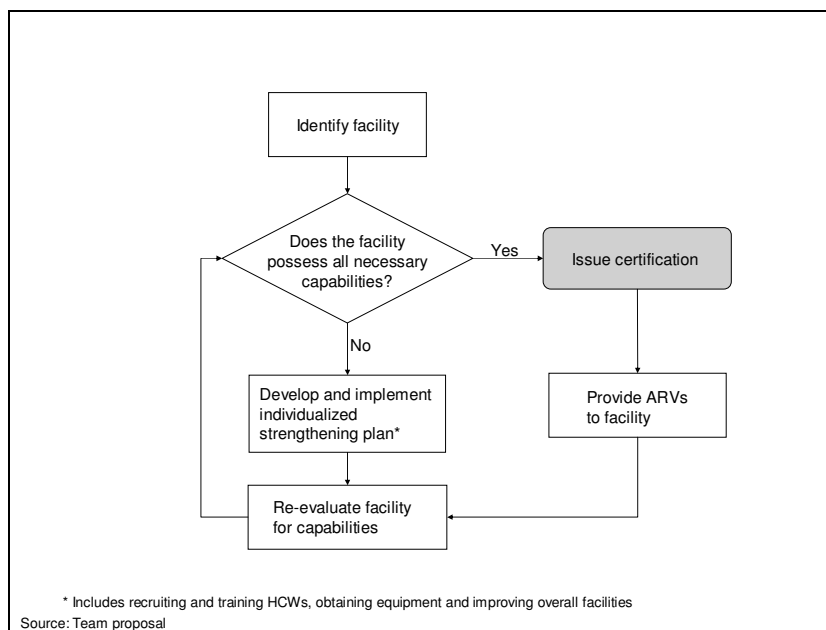 Identify facility
Does the facility
possess all necessary
capabilities?
Yes
Issue certification
No
Develop and implement
individualized
strengthening plan*
Provide ARVs
to facility
Re-evaluate facility
for capabilities
* Includes recruiting and training HCWs, obtaining equipment and improving overall facilities
Source: Team proposal